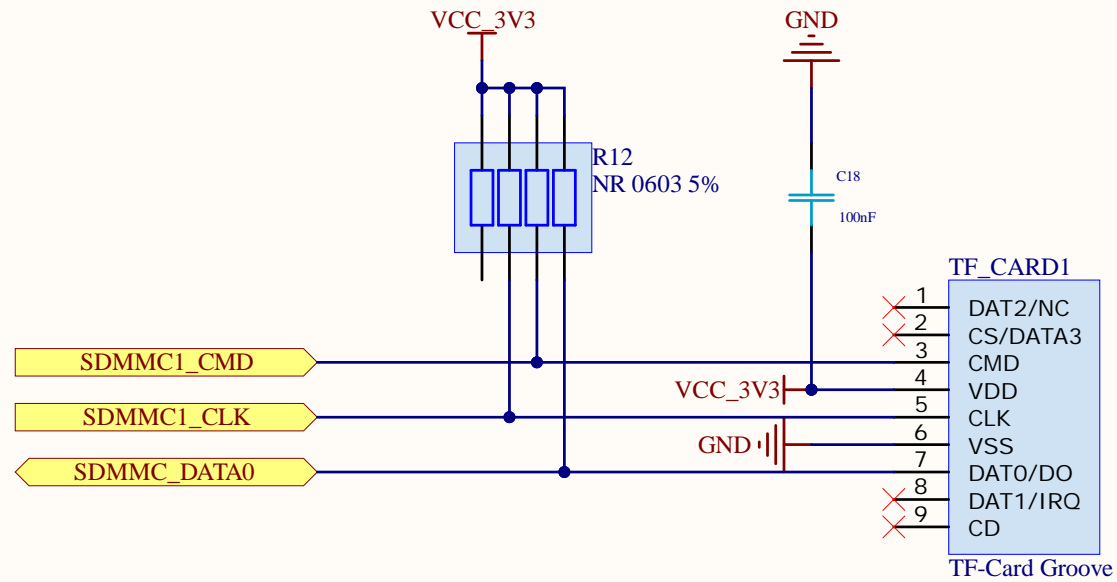 VCC_3V3
GND
R12
NR 0603 5%
C18
100nF
TF_CARD1
1 DAT2/NC
2 CS/DATA3
SDMMC1_CMD
3 CMD
VCC_3V3
4 VDD
SDMMC1_CLK
5 CLK
GND
6 VSS
SDMMC_DATA0
7 DAT0/DO
8 DAT1/IRQ
9 CD
TF-Card Groove